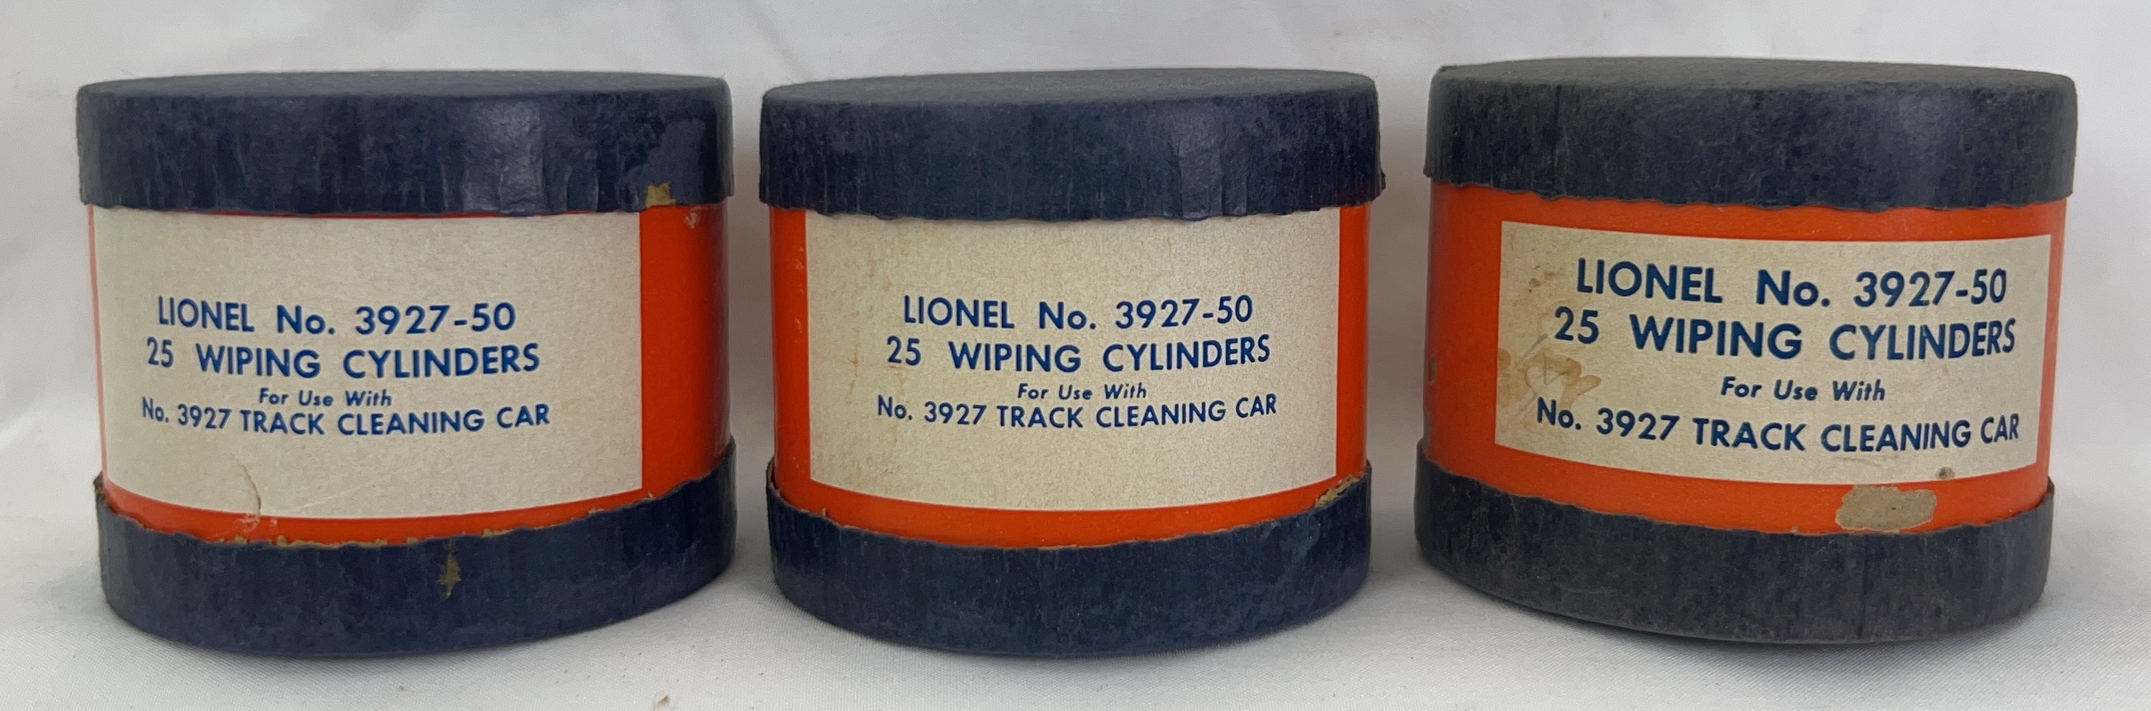 LIONEL No. 3927-50
25 WIPING CYLINDERS
For Use With
No. 3927 TRACK CLEANING CAR
LIONEL No. 3927-50
25 WIPING CYLINDERS
For Use With
No. 3927 TRACK CLEANING CAR
LIONEL No. 3927-50
25 WIPING CYLINDERS
For Use With
No. 3927 TRACK CLEANING CAR